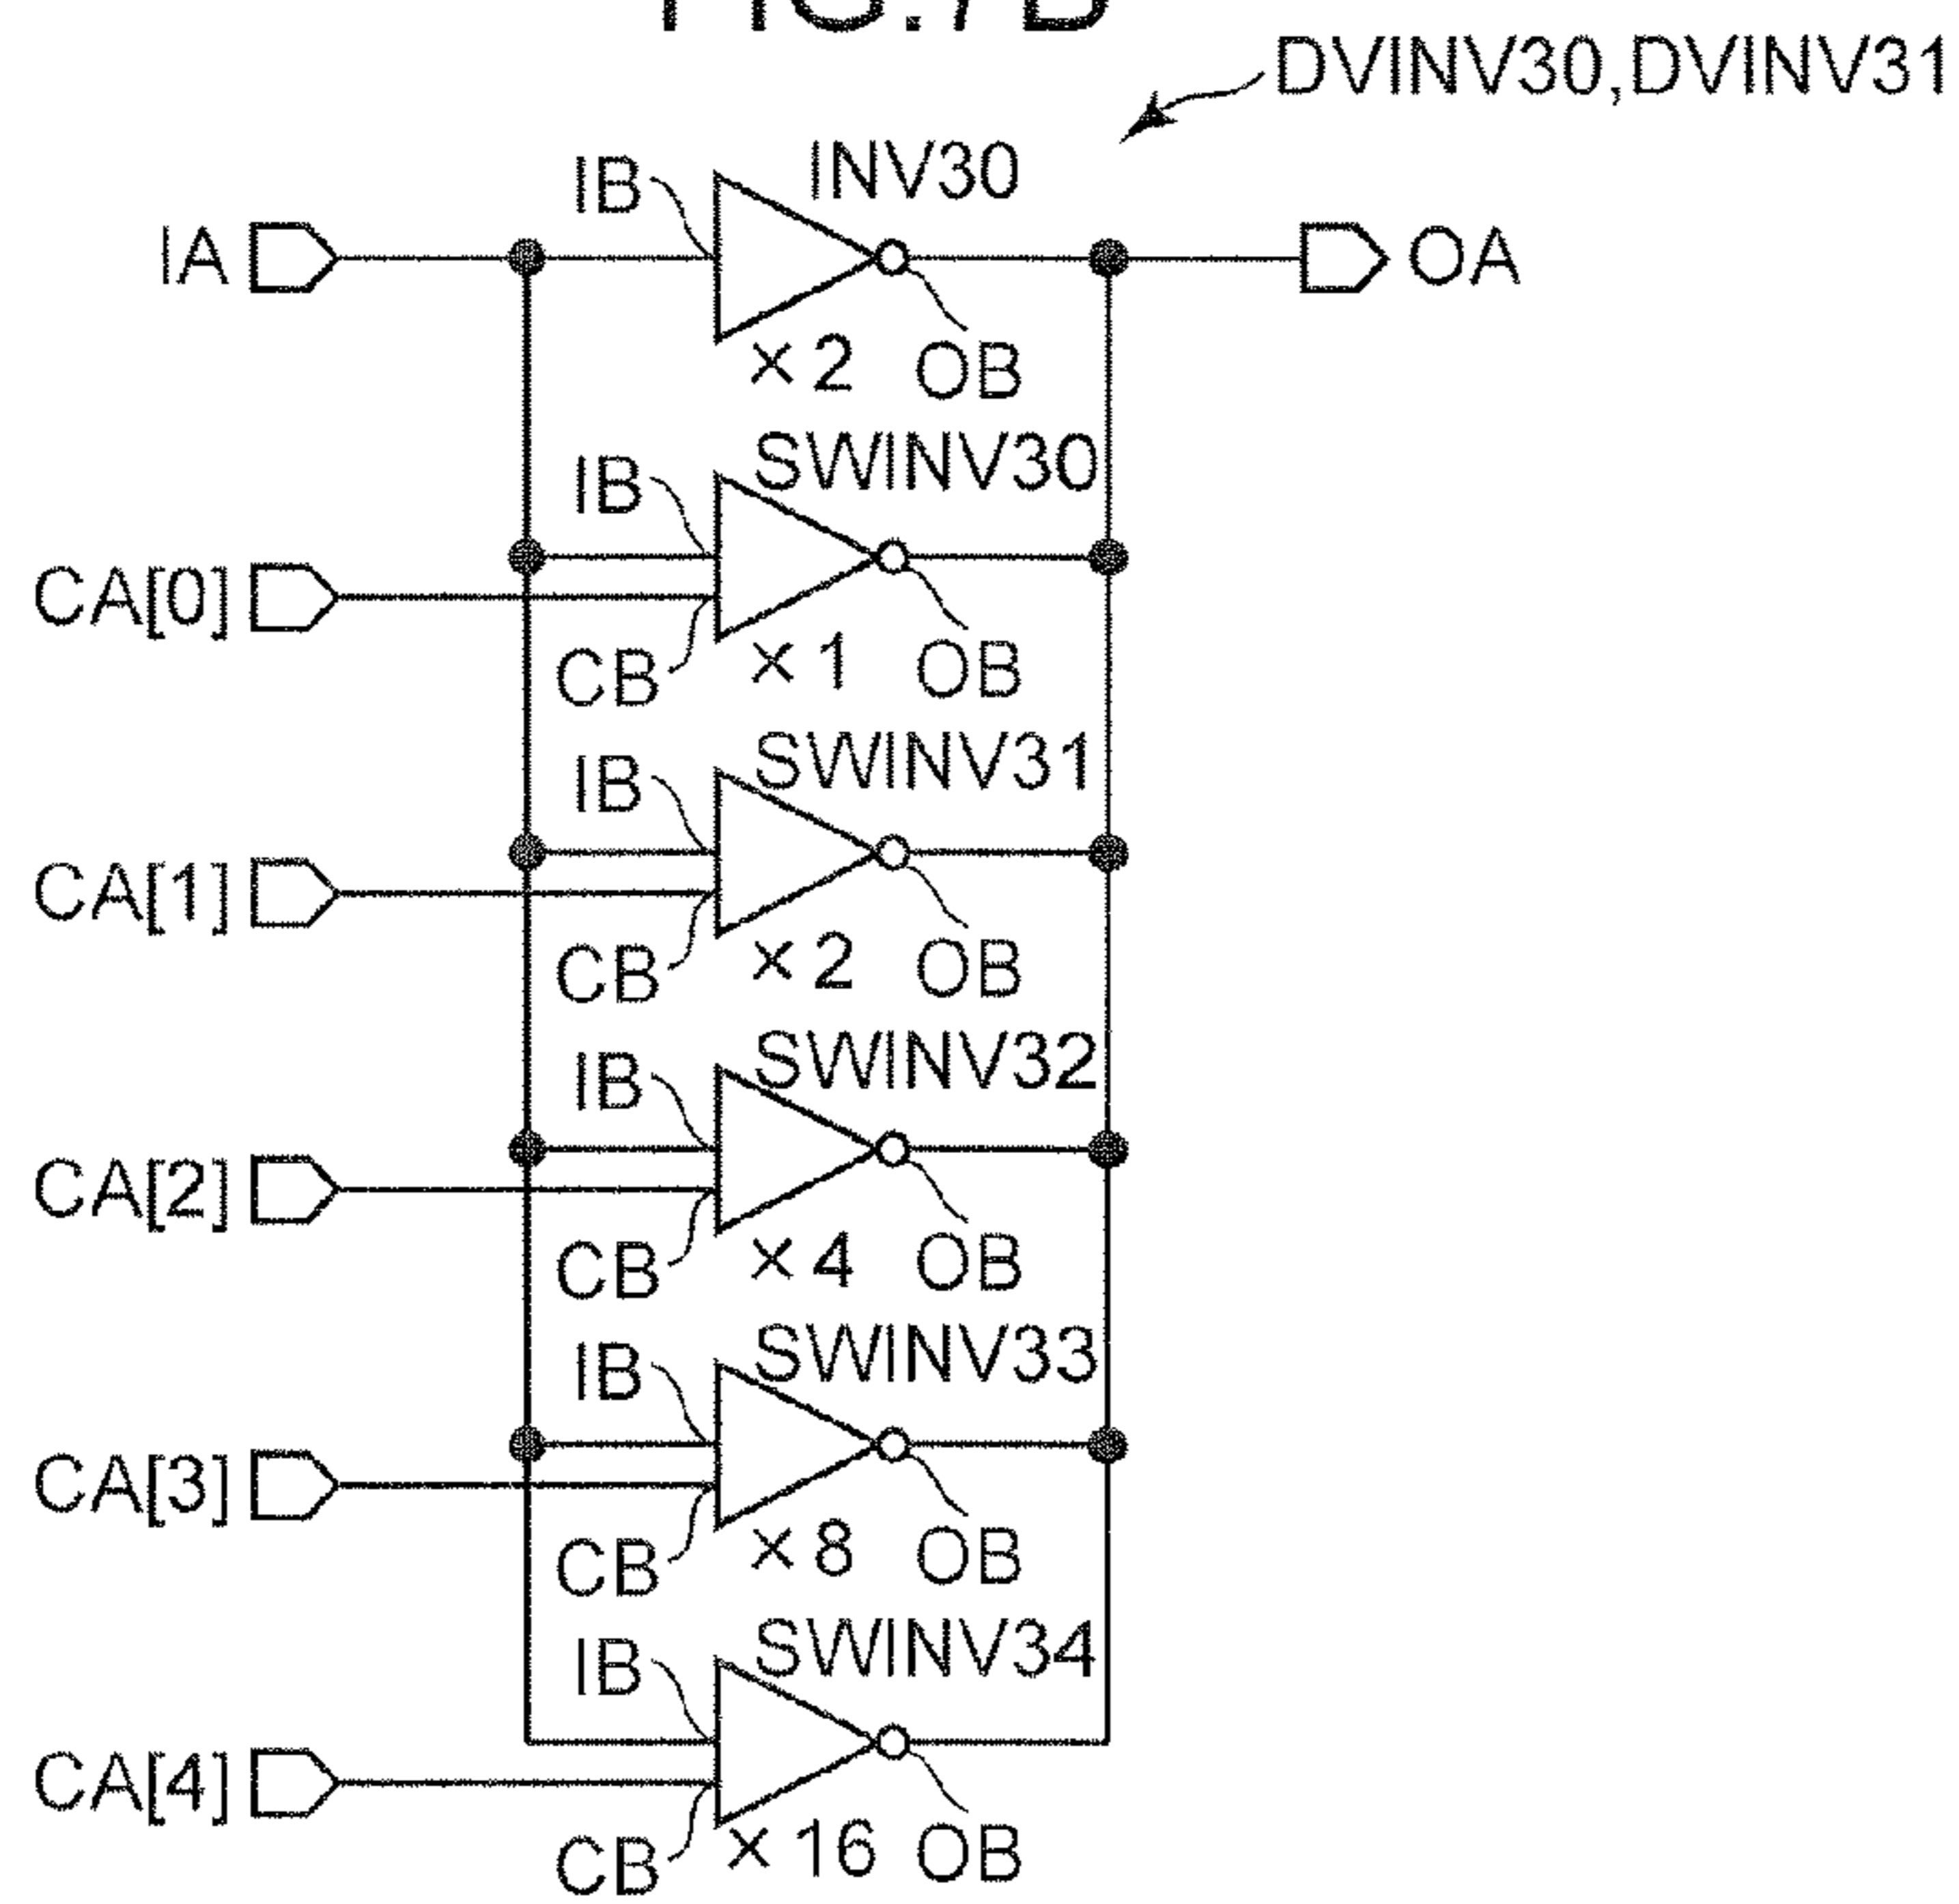 FIG.7B
DVINV30,DVINV31
IB INV30
IA OA
×2 OB
IB SWINV30
CA[0]
CB ×1 OB
IB SWINV31
CA[1]
CB ×2 OB
IB SWINV32
CA[2]
CB ×4 OB
IB SWINV33
CA[3]
CB ×8 OB
IB SWINV34
CA[4]
CB ×16 OB